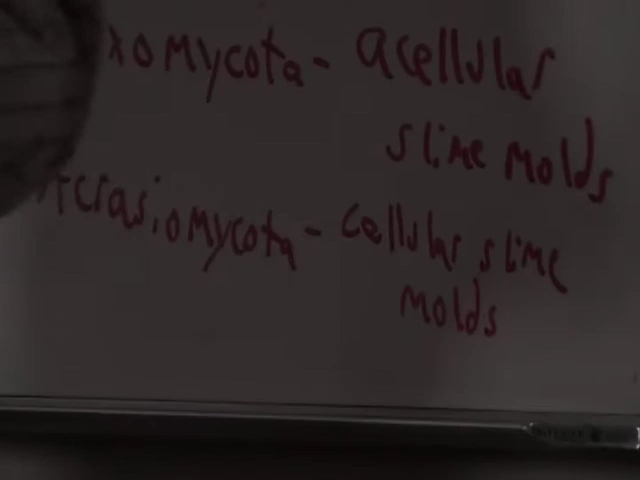 xomycota - acellular
slime molds
crasiomycota - cellular slime
molds